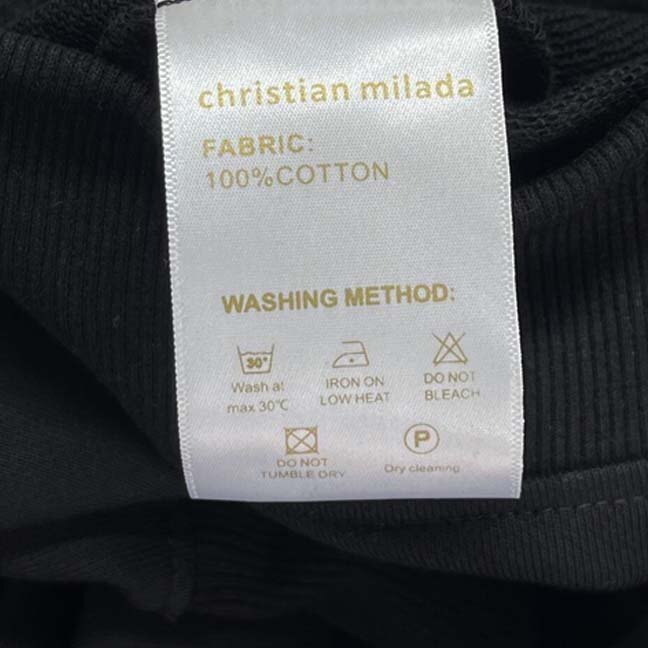 christian milada
FABRIC:
100%COTTON
WASHING METHOD:
30°
Wash at
max 30℃
IRON ON
LOW HEAT
DO NOT
BLEACH
DO NOT
TUMBLE DRY
P
Dry cleaning